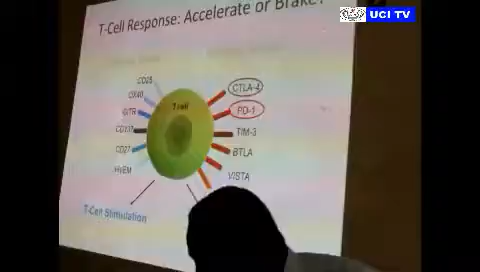 UCI TV
T-Cell Response: Accelerate or Brake?
CD28
OX40
GITR
CD137
CD27
HVEM
T cell
CTLA-4
PD-1
TIM-3
BTLA
VISTA
T-Cell Stimulation